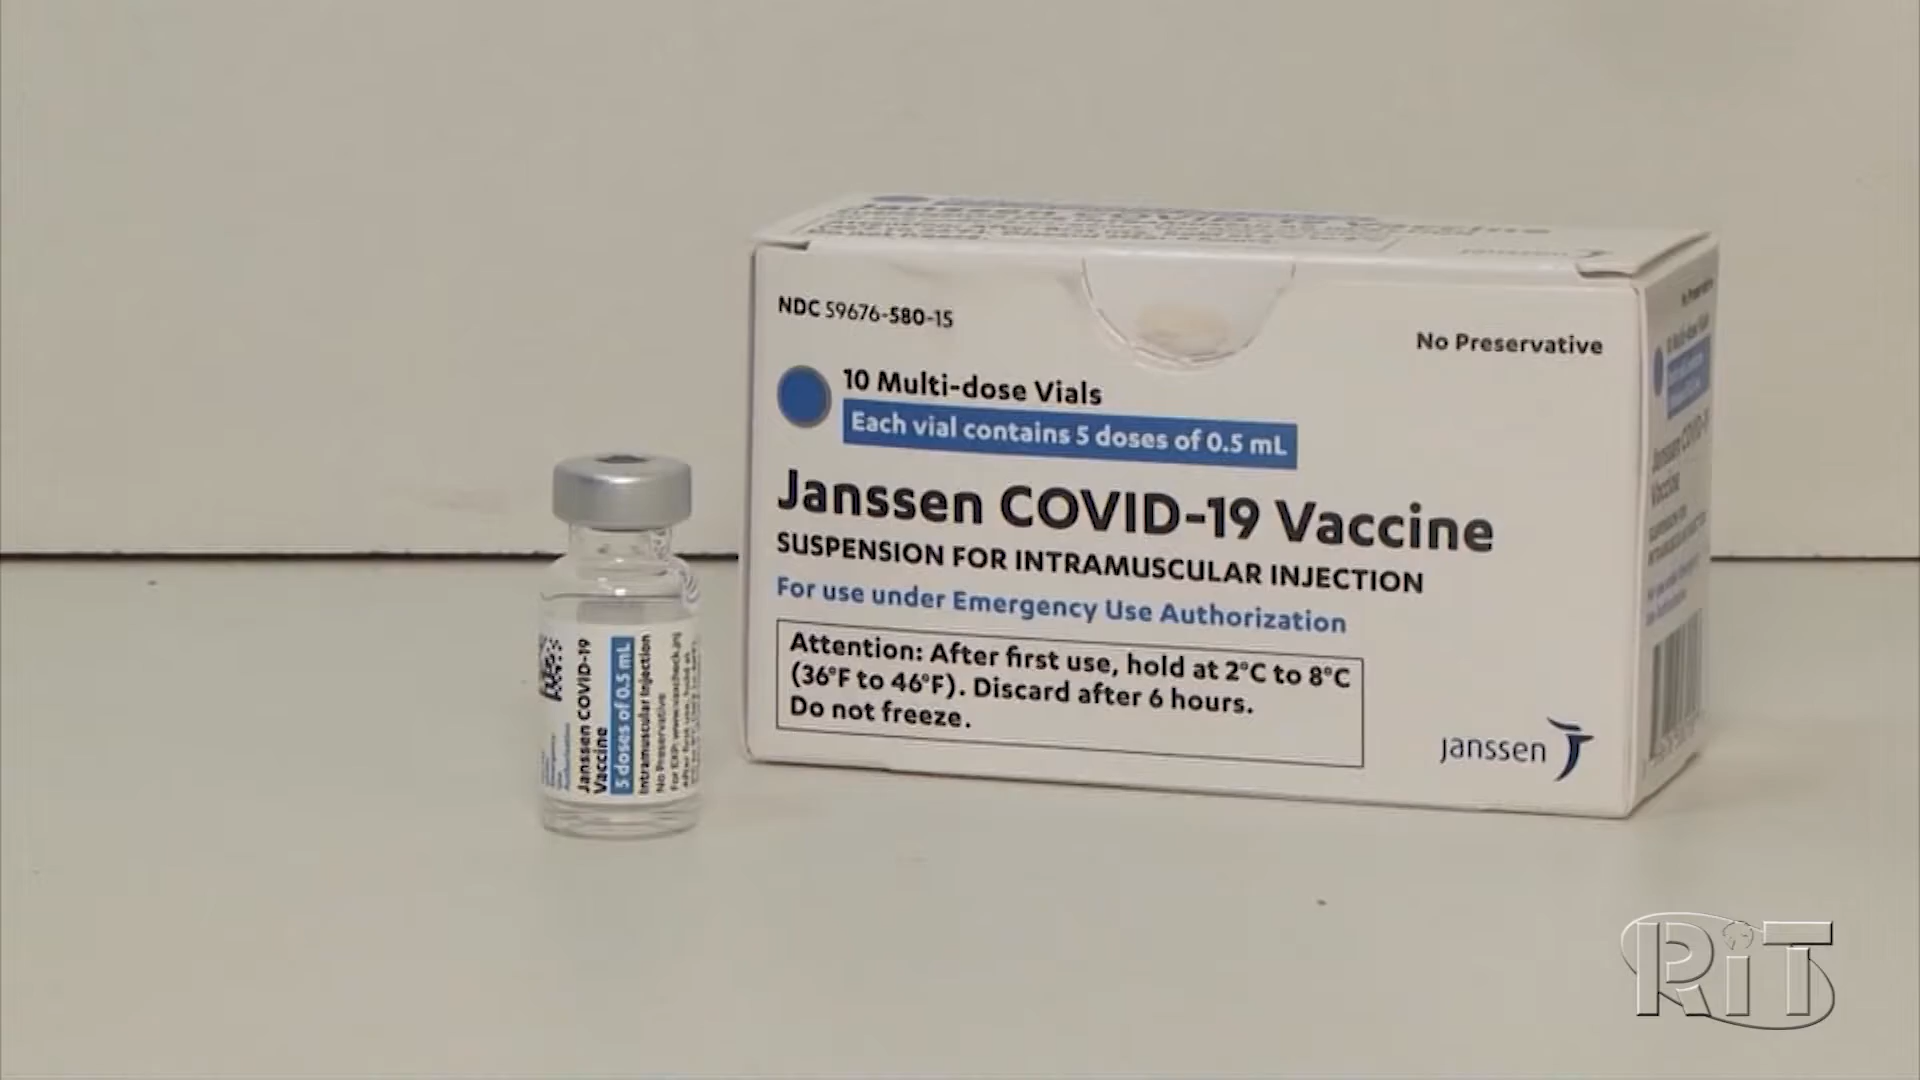 NDC 59676-580-15
No Preservative
10 Multi-dose Vials
Each vial contains 5 doses of 0.5 mL
Janssen COVID-19 Vaccine
SUSPENSION FOR INTRAMUSCULAR INJECTION
For use under Emergency Use Authorization
Attention: After first use, hold at 2°C to 8°C
(36°F to 46°F). Discard after 6 hours.
Do not freeze.
Janssen
Janssen COVID-19
Vaccine
5 doses of 0.5 mL
Intramuscular Injection
No Preservative
RiT